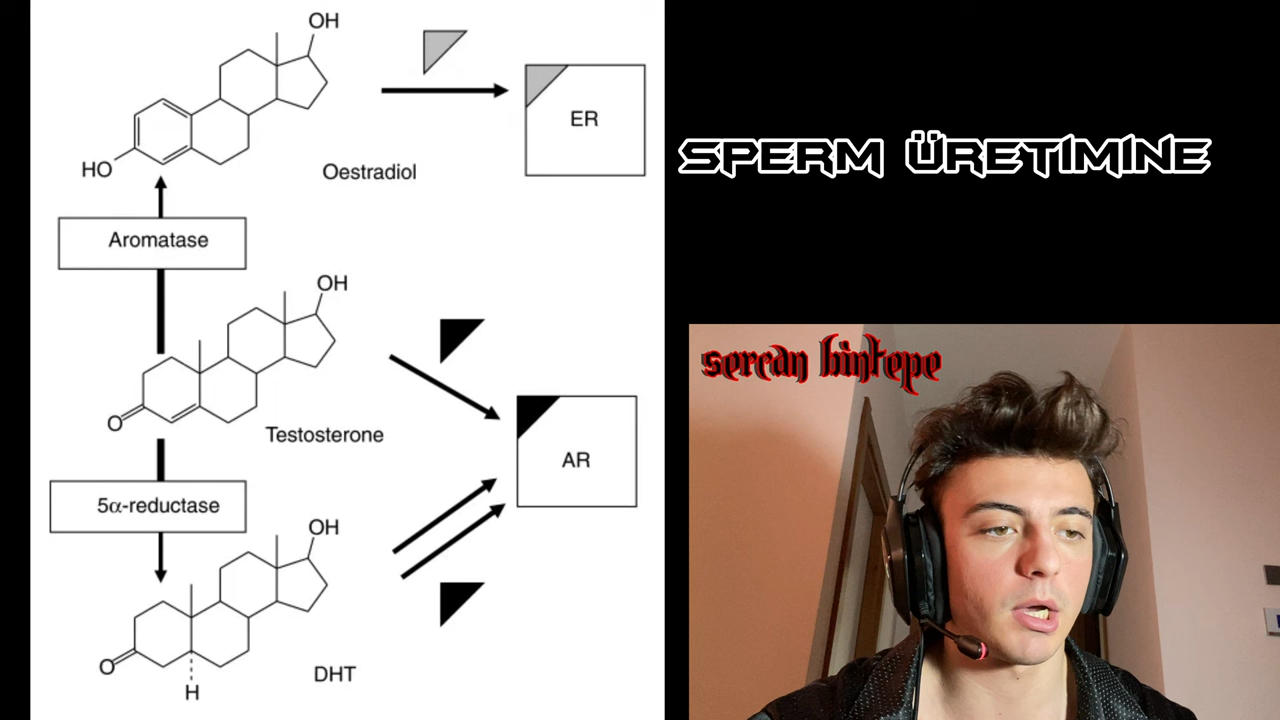 OH
ER
HO
Oestradiol
Aromatase
OH
O
Testosterone
AR
5α-reductase
OH
O
H
DHT
SPERM ÜRETİMİNE
sercan bintepe